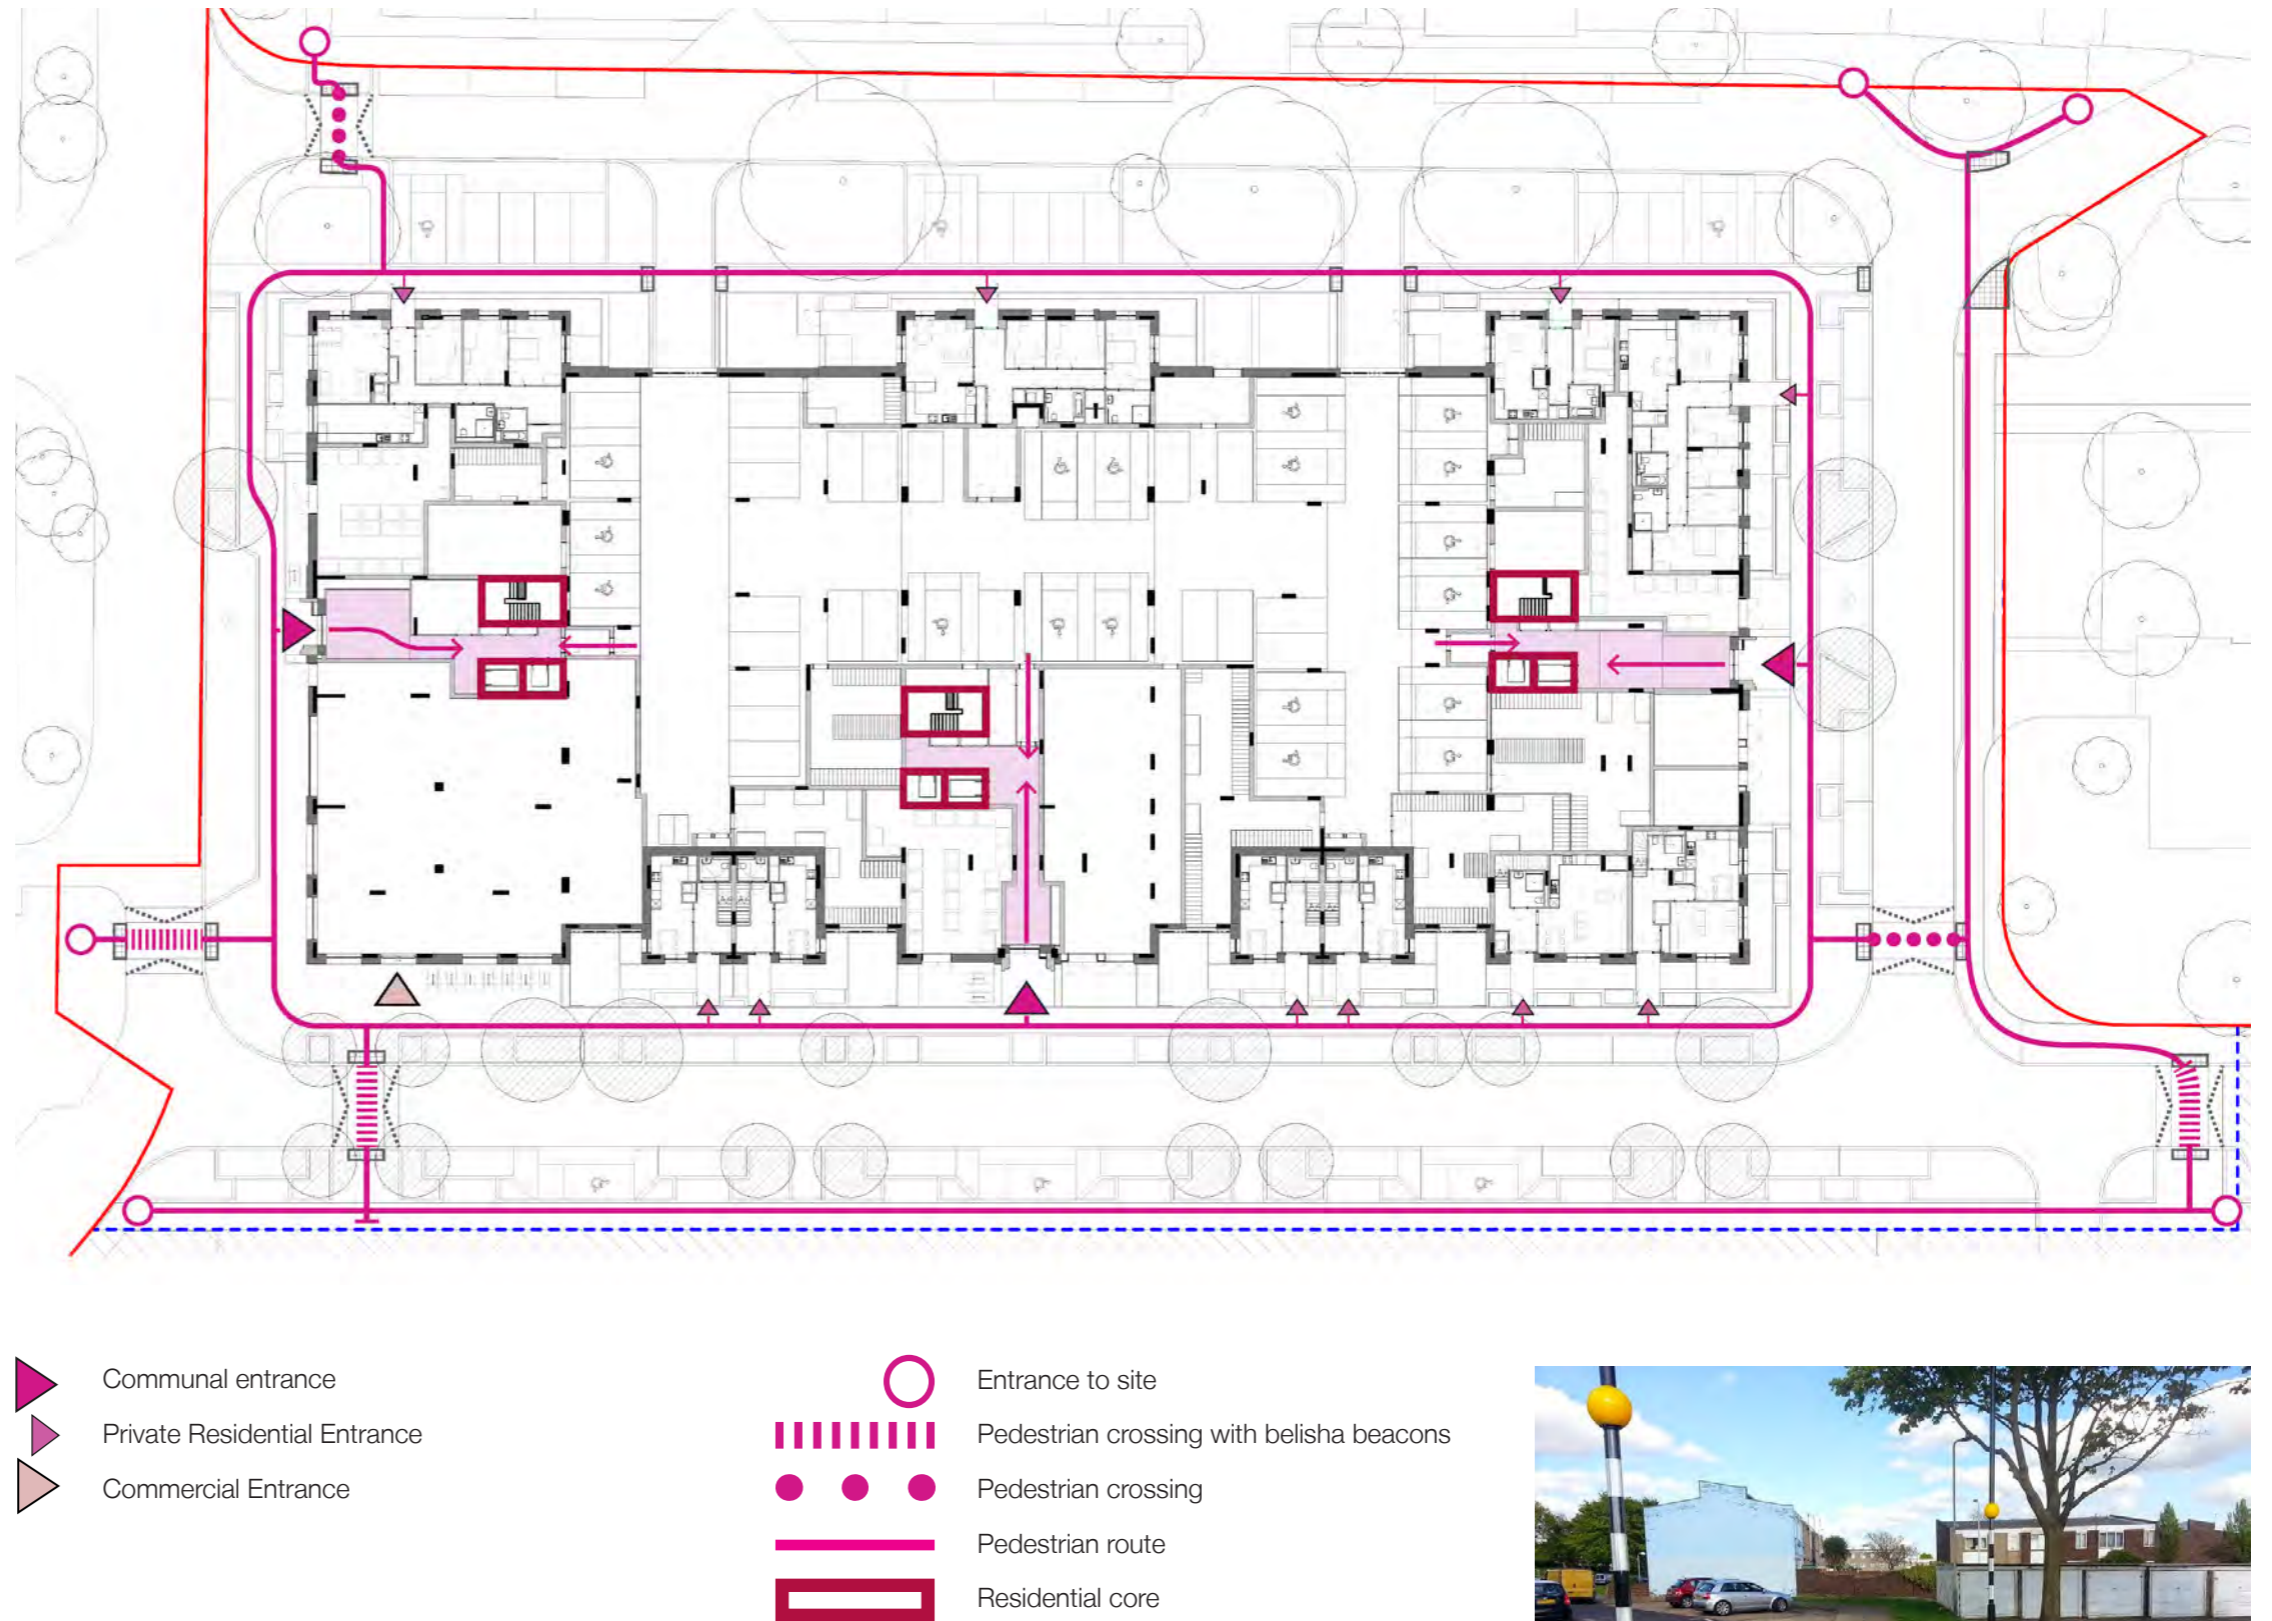 Communal entrance
Private Residential Entrance
Commercial Entrance
Entrance to site
Pedestrian crossing with belisha beacons
Pedestrian crossing
Pedestrian route
Residential core